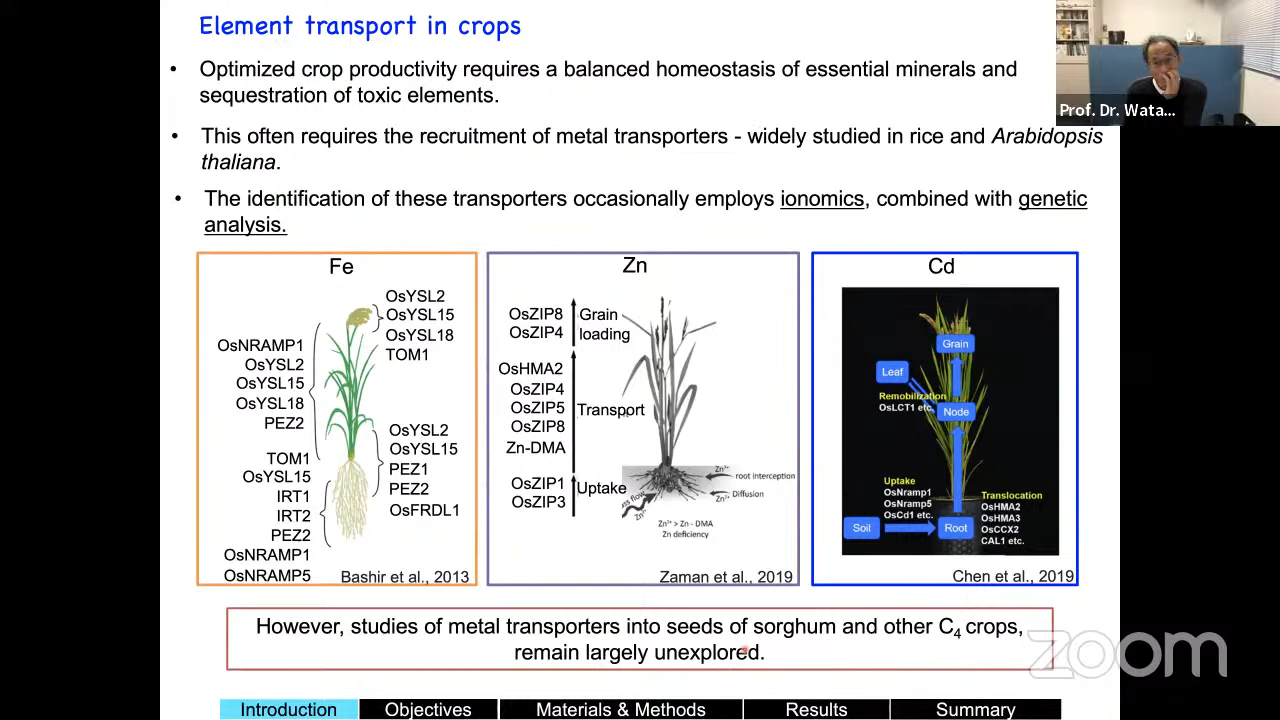 Element transport in crops
• Optimized crop productivity requires a balanced homeostasis of essential minerals and
sequestration of toxic elements.
• This often requires the recruitment of metal transporters - widely studied in rice and Arabidopsis
thaliana.
• The identification of these transporters occasionally employs ionomics, combined with genetic
analysis.
Prof. Dr. Wata...
Fe
OsYSL2
OsYSL15
OsYSL18
TOM1
OsNRAMP1
OsYSL2
OsYSL15
OsYSL18
PEZ2
OsYSL2
OsYSL15
PEZ1
PEZ2
OsFRDL1
TOM1
OsYSL15
IRT1
IRT2
PEZ2
OsNRAMP1
OsNRAMP5
Bashir et al., 2013
Zn
OsZIP8
OsZIP4
Grain
loading
OsHMA2
OsZIP4
OsZIP5
OsZIP8
Zn-DMA
Transport
OsZIP1
OsZIP3
Uptake
Zn²⁺
root interception
Zn²⁺
Diffusion
flow
Zn²⁺ > Zn - DMA
Zn deficiency
Zaman et al., 2019
Cd
Grain
Leaf
Remobilization
OsLCT1 etc.
Node
Uptake
OsNramp1
OsNramp5
OsCd1 etc.
Translocation
OsHMA2
OsHMA3
OsCCX2
CAL1 etc.
Soil
Root
Chen et al., 2019
However, studies of metal transporters into seeds of sorghum and other C₄ crops,
remain largely unexplored.
zoom
Introduction Objectives Materials & Methods Results Summary